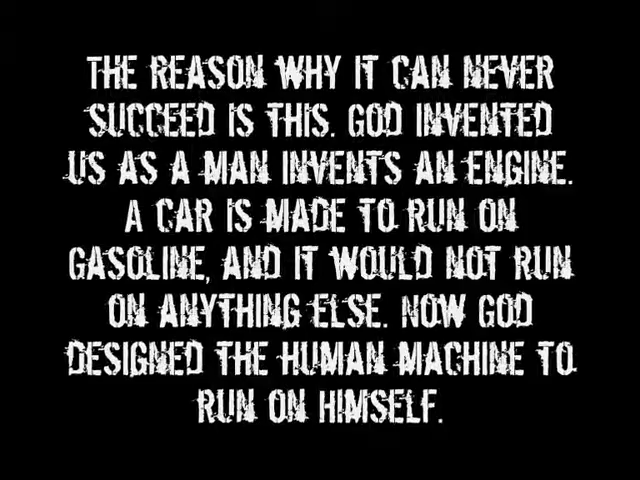 THE REASON WHY IT CAN NEVER
SUCCEED IS THIS. GOD INVENTED
US AS A MAN INVENTS AN ENGINE.
A CAR IS MADE TO RUN ON
GASOLINE, AND IT WOULD NOT RUN
ON ANYTHING ELSE. NOW GOD
DESIGNED THE HUMAN MACHINE TO
RUN ON HIMSELF.